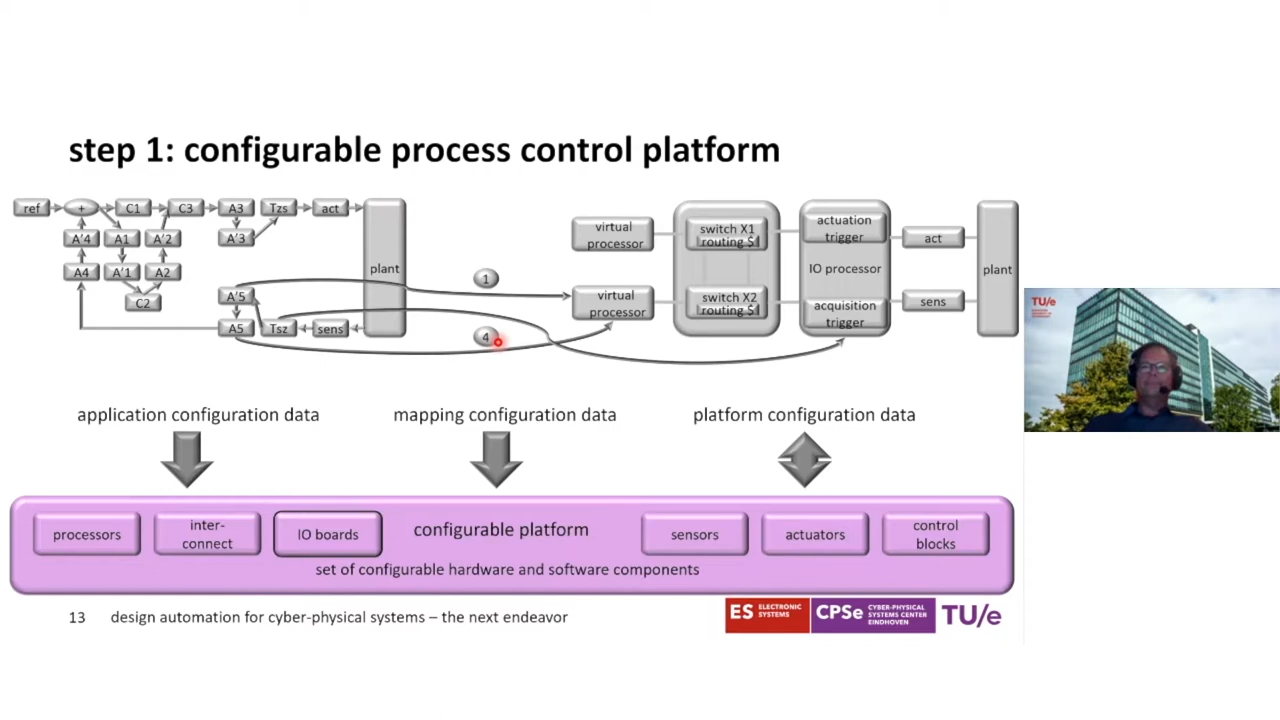 step 1: configurable process control platform
ref
+
C1
C3
A3
Tzs
act
A'4
A1
A'2
A'3
A4
A'1
A2
C2
A'5
A5
Tsz
sens
plant
1
4
virtual
processor
virtual
processor
switch X1
routing $
switch X2
routing $
actuation
trigger
IO processor
acquisition
trigger
act
sens
plant
application configuration data
mapping configuration data
platform configuration data
processors
inter-
connect
IO boards
configurable platform
sensors
actuators
control
blocks
set of configurable hardware and software components
13
design automation for cyber-physical systems – the next endeavor
ES ELECTRONIC
SYSTEMS
CPSe CYBER-PHYSICAL
SYSTEMS CENTER
EINDHOVEN
TU/e
TU/e